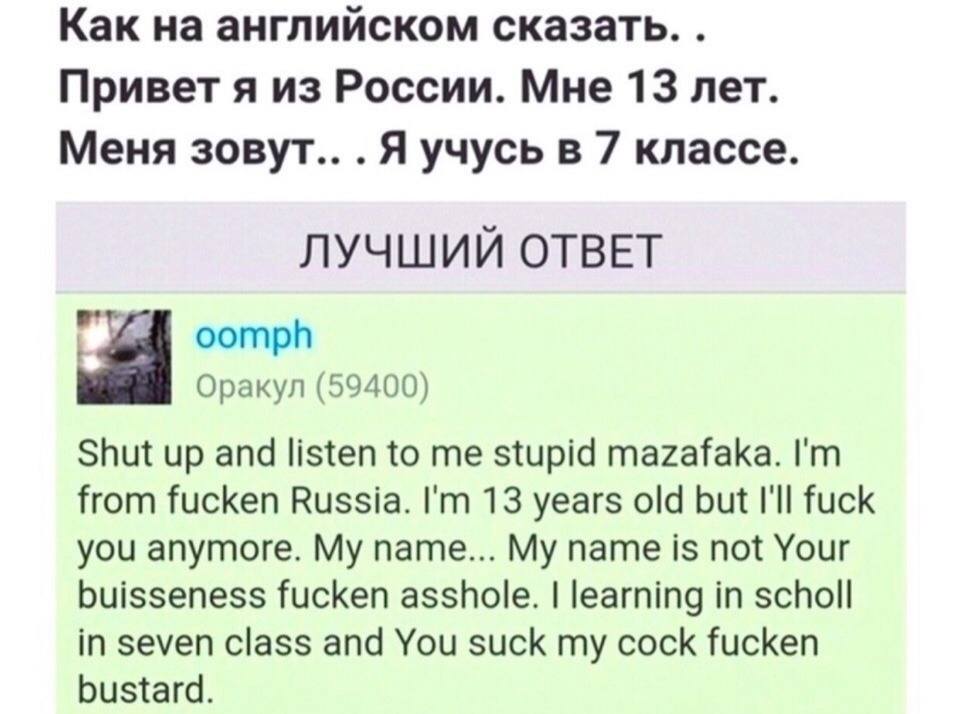 Как на английском сказать. .
Привет я из России. Мне 13 лет.
Меня зовут.. . Я учусь в 7 классе.
ЛУЧШИЙ ОТВЕТ
oomph
Оракул (59400)
Shut up and listen to me stupid mazafaka. I'm
from fucken Russia. I'm 13 years old but I'll fuck
you anymore. My name... My name is not Your
buisseness fucken asshole. I learning in scholl
in seven class and You suck my cock fucken
bustard.